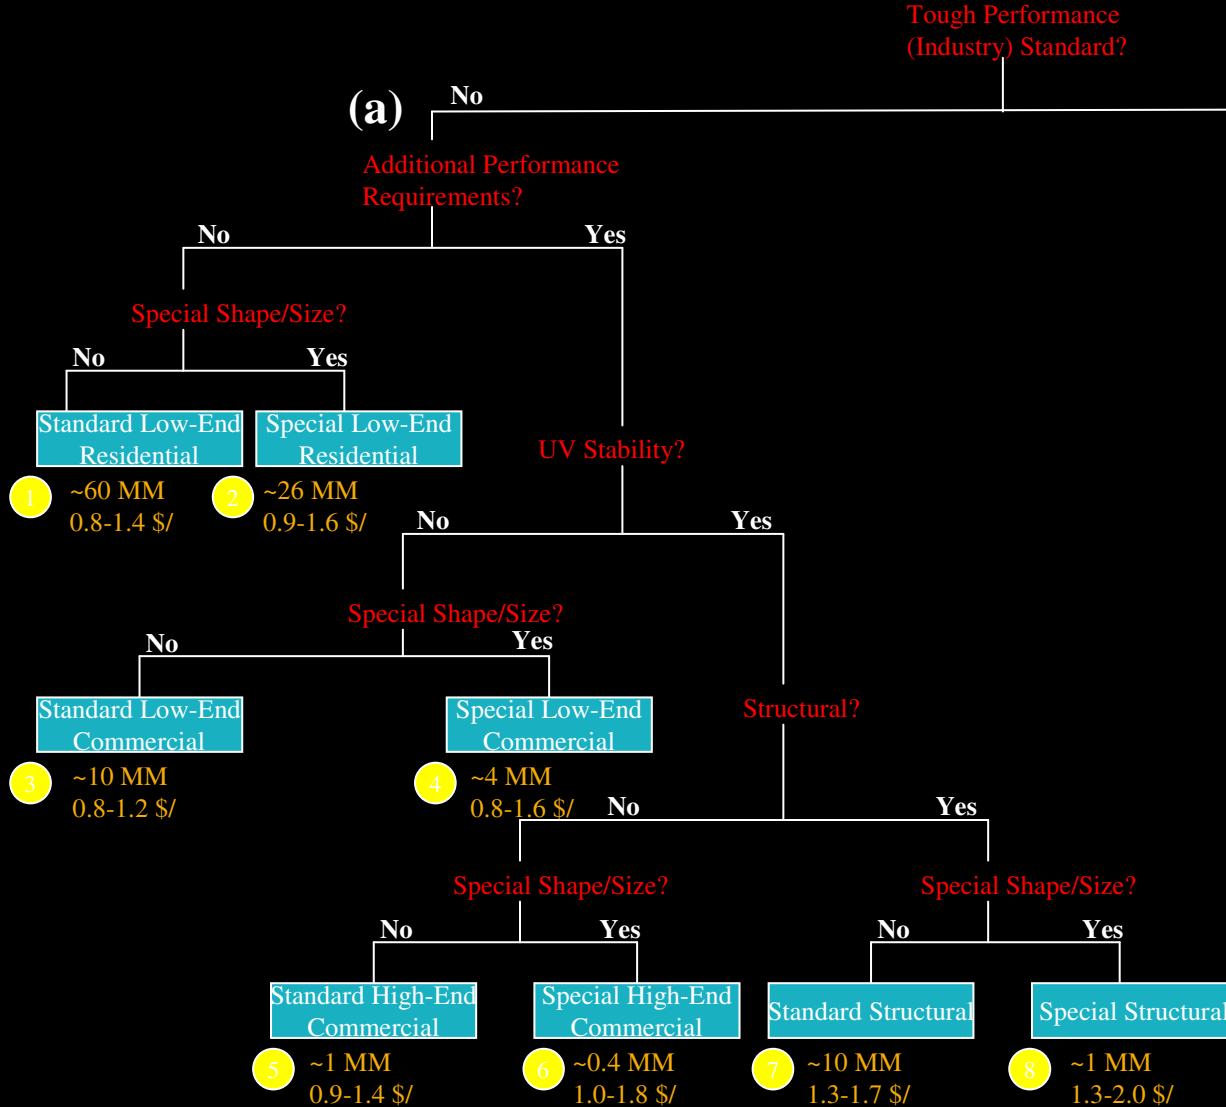 Tough Performance
(Industry) Standard?
(a)
No
Additional Performance
Requirements?
No
Yes
Special Shape/Size?
No
Yes
Standard Low-End
Residential
Special Low-End
Residential
UV Stability?
1
~60 MM
0.8-1.4 $/
2
~26 MM
0.9-1.6 $/
No
Yes
Special Shape/Size?
No
Yes
Standard Low-End
Commercial
Special Low-End
Commercial
Structural?
3
~10 MM
0.8-1.2 $/
4
~4 MM
0.8-1.6 $/
No
Yes
Special Shape/Size?
Special Shape/Size?
No
Yes
No
Yes
Standard High-End
Commercial
Special High-End
Commercial
Standard Structural
Special Structural
5
~1 MM
0.9-1.4 $/
6
~0.4 MM
1.0-1.8 $/
7
~10 MM
1.3-1.7 $/
8
~1 MM
1.3-2.0 $/